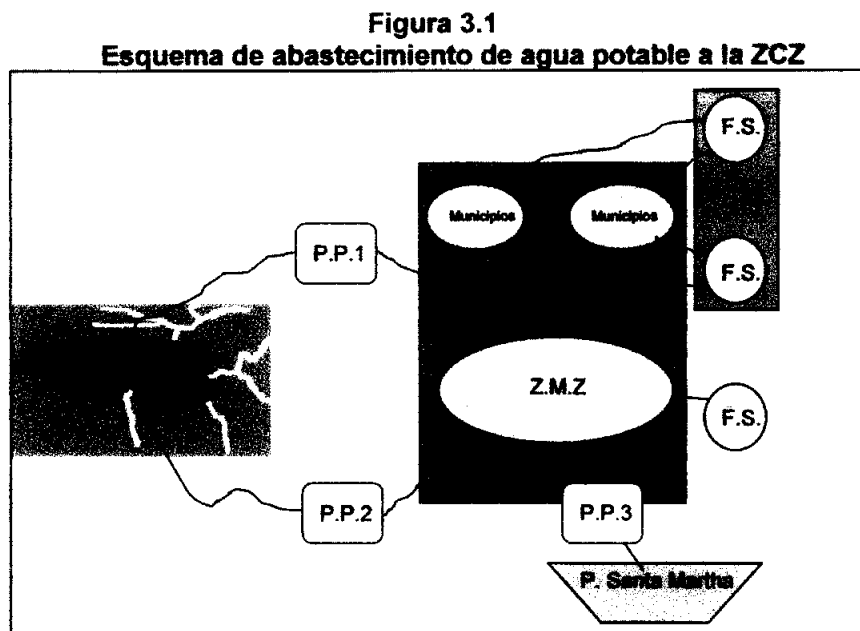 Figura 3.1
Esquema de abastecimiento de agua potable a la ZCZ
F.S.
Municipios
Municipios
P.P.1
F.S.
Z.M.Z
F.S.
P.P.2
P.P.3
P. Santa Martha